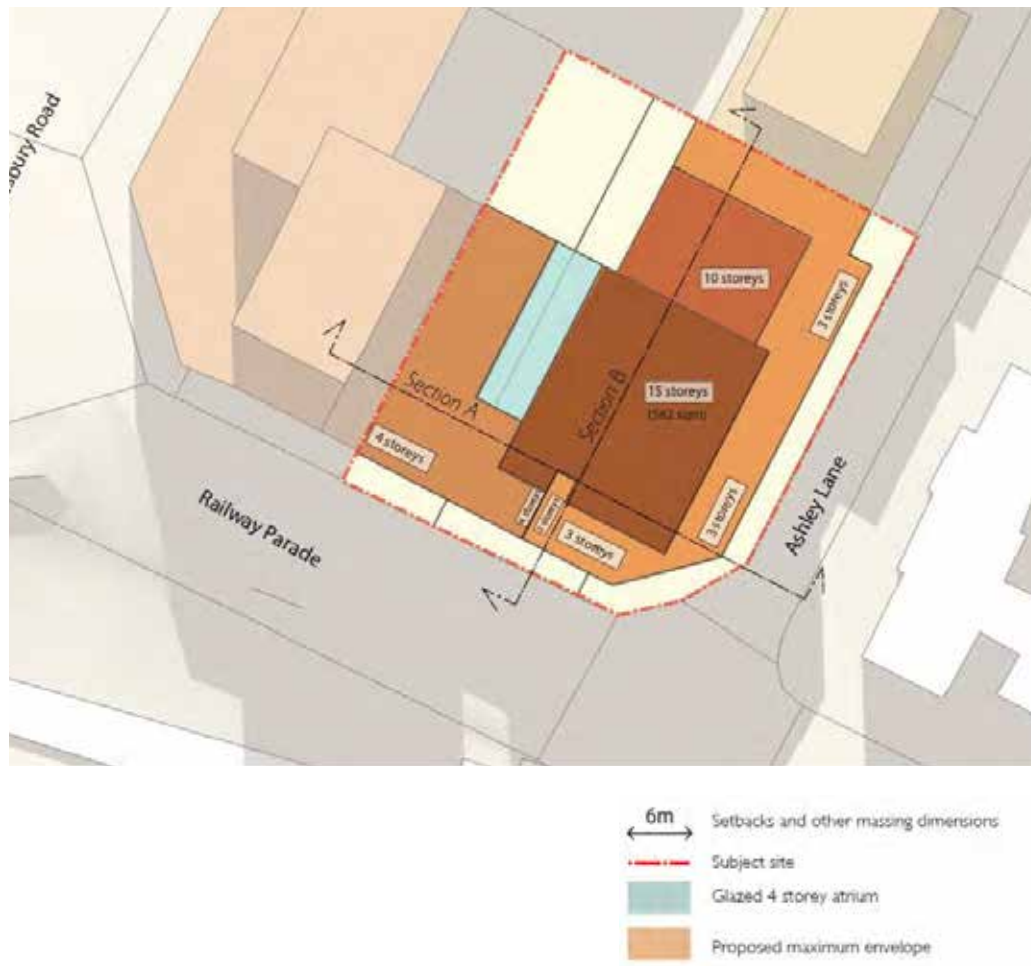 sbury Road
10 storeys
3 storeys
15 storeys
Section A
Section B
4 storeys
3 storeys
3 storeys
Railway Parade
Ashley Lane
6m
Setbacks and other massing dimensions
Subject site
Glazed 4 storey atrium
Proposed maximum envelope